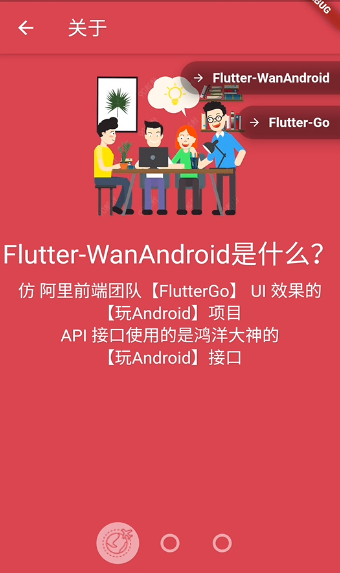 关于
BUG
Flutter-WanAndroid
Flutter-Go
Flutter-WanAndroid是什么？
仿 阿里前端团队【FlutterGo】 UI 效果的
【玩Android】项目
API 接口使用的是鸿洋大神的
【玩Android】接口